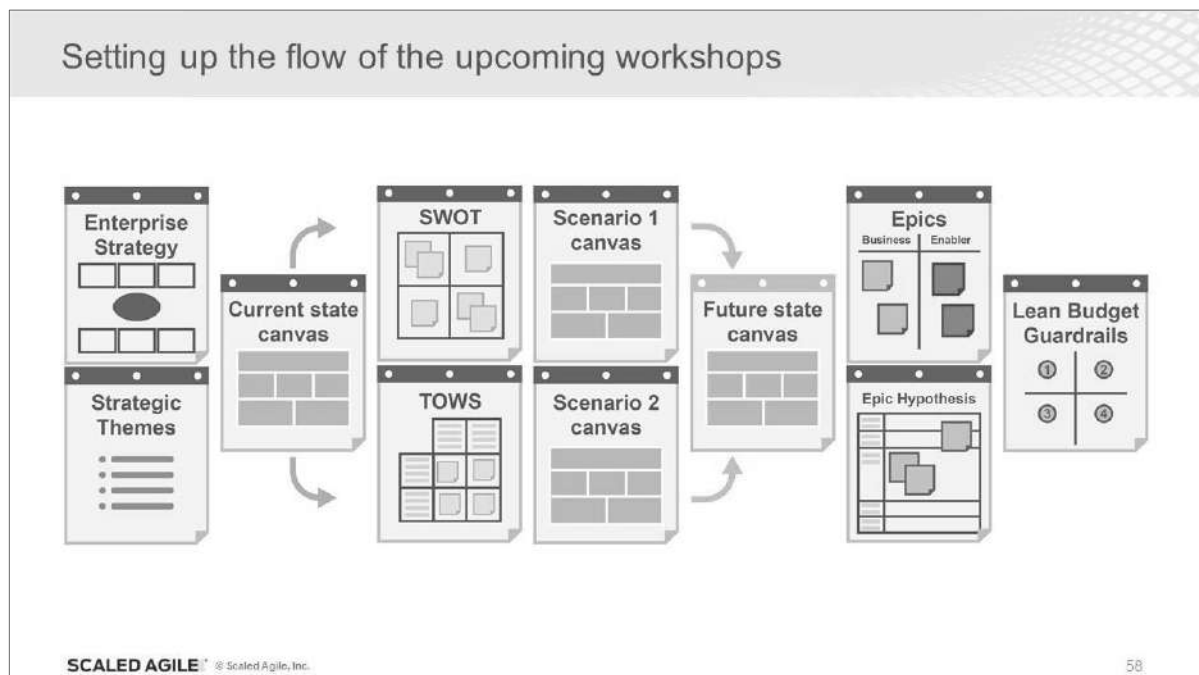 Setting up the flow of the upcoming workshops
Enterprise
Strategy
Strategic
Themes
Current state
canvas
SWOT
TOWS
Scenario 1
canvas
Scenario 2
canvas
Future state
canvas
Epics
Business Enabler
Epic Hypothesis
Lean Budget
Guardrails
1 2
3 4
SCALED AGILE © Scaled Agile, Inc.
58